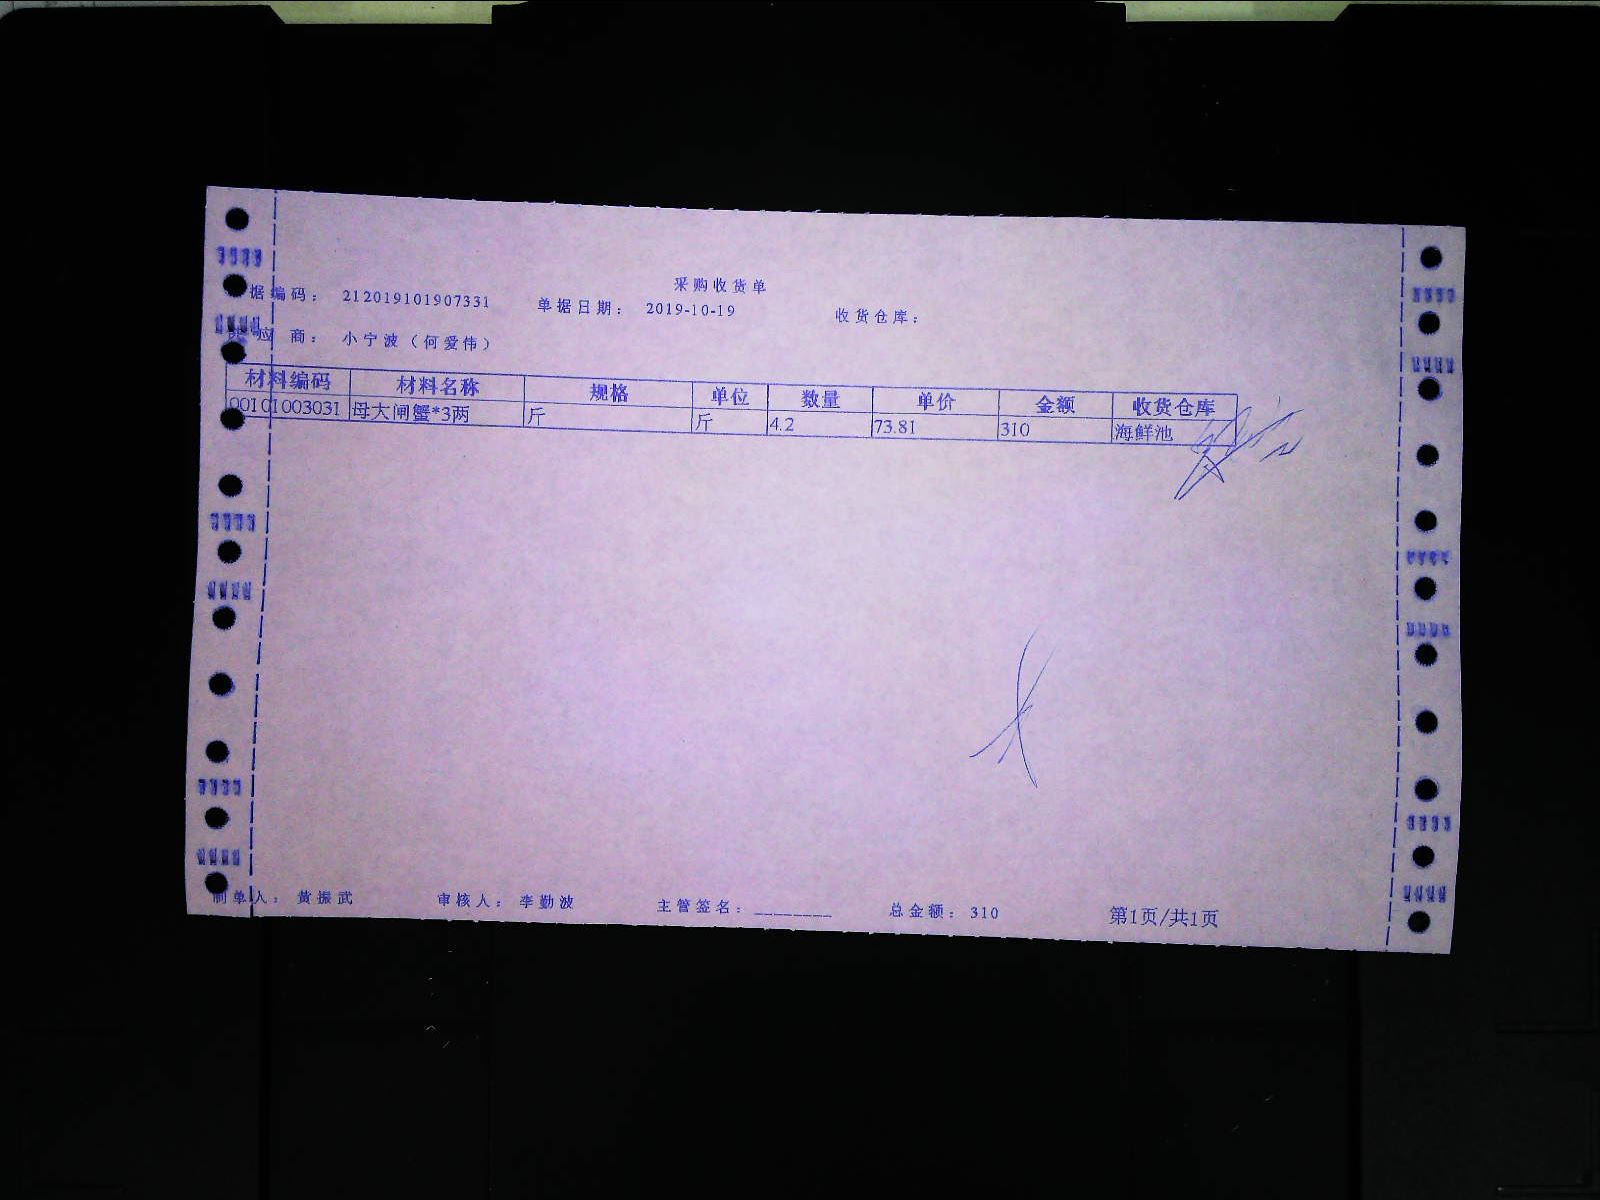 采购收货单
据编码： 212019101907331 单据日期： 2019-10-19 收货仓库：
应 商： 小宁波（何爱伟）
材料编码 材料名称 规格 单位 数量 单价 金额 收货仓库
00101003031 母大闸蟹*3两 斤 斤 4.2 73.81 310 海鲜池
制单人： 黄振武 审核人： 李勤波 主管签名：________ 总金额： 310 第1页/共1页